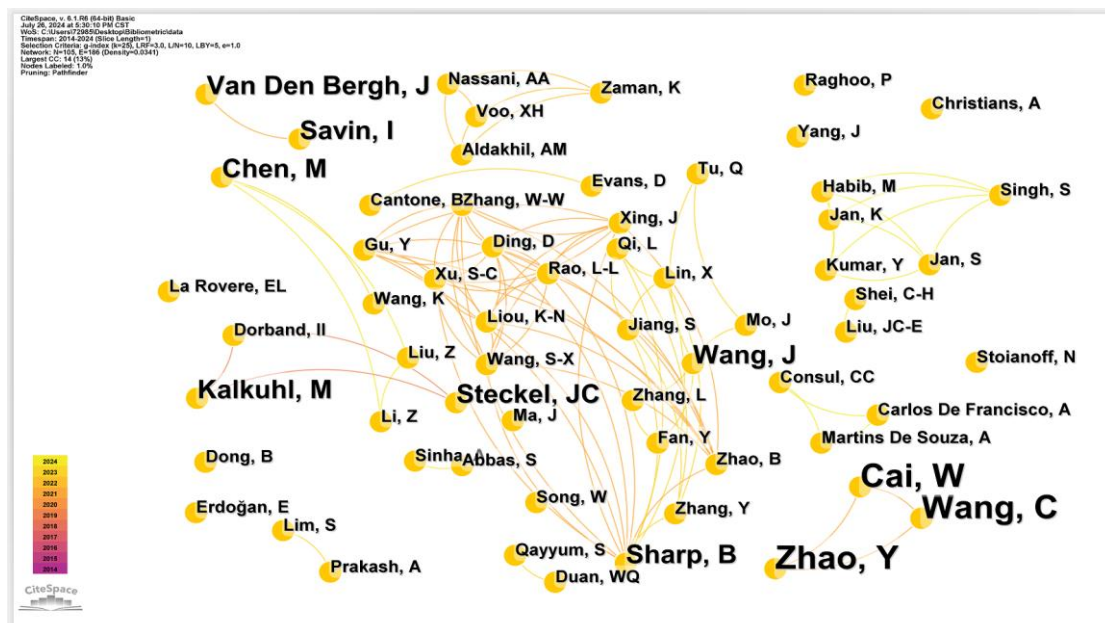 CiteSpace, v. 6.1.R6 (64-bit) Basic
July 26, 2024 at 5:30:10 PM CST
WoS: C:\Users\72985\Desktop\Bibliometric\data
Timespan: 2014-2024 (Slice Length=1)
Selection Criteria: g-index (k=25), LRF=3.0, L/N=10, LBY=5, e=1.0
Network: N=105, E=186 (Density=0.0341)
Largest CC: 14 (13%)
Nodes Labeled: 1.0%
Pruning: Pathfinder
Van Den Bergh, J
Nassani, AA
Zaman, K
Raghoo, P
Christians, A
Voo, XH
Savin, I
Yang, J
Aldakhil, AM
Chen, M
Tu, Q
Evans, D
Habib, M
Singh, S
Cantone, B
Zhang, W-W
Xing, J
Jan, K
Gu, Y
Ding, D
Qi, L
Xu, S-C
Rao, L-L
Lin, X
Kumar, Y
Jan, S
La Rovere, EL
Wang, K
Shei, C-H
Liou, K-N
Jiang, S
Mo, J
Liu, JC-E
Dorband, II
Liu, Z
Wang, S-X
Wang, J
Stoianoff, N
Consul, CC
Kalkuhl, M
Steckel, JC
Zhang, L
Carlos De Francisco, A
Li, Z
Ma, J
Fan, Y
Martins De Souza, A
Dong, B
Sinha, A
Abbas, S
Zhao, B
Cai, W
Song, W
Wang, C
Erdoğan, E
Zhang, Y
Lim, S
Sharp, B
Qayyum, S
Zhao, Y
Prakash, A
Duan, WQ
2024
2023
2022
2021
2020
2019
2018
2017
2016
2015
2014
CiteSpace